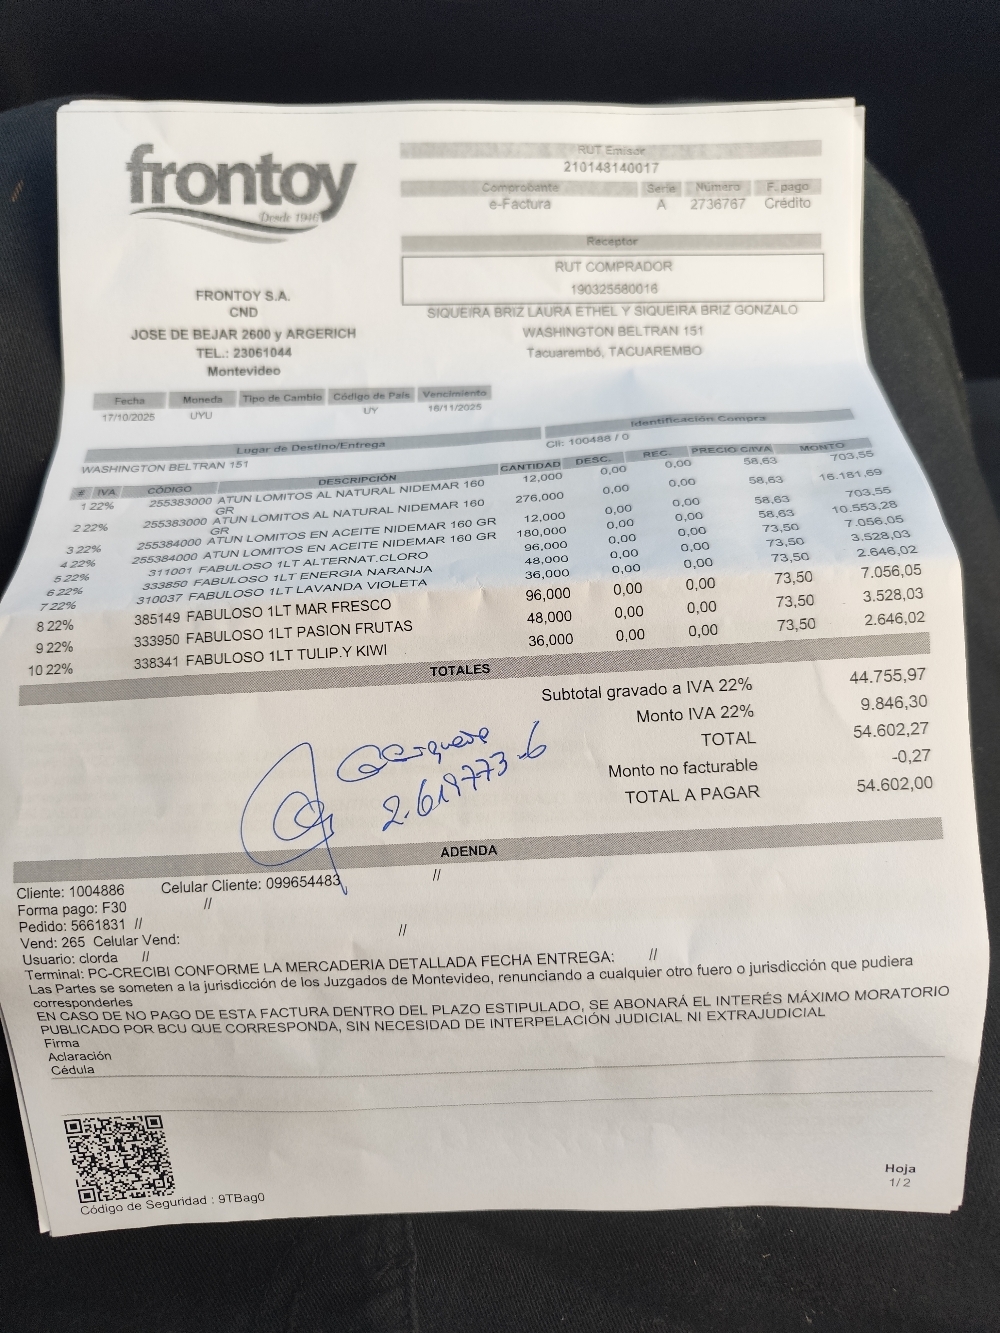 frontoy
Desde 1940
RUT Emisor
210148140017
Comprobante Serie Número F. pago
e-Factura A 2736767 Crédito
Receptor
RUT COMPRADOR
190325580016
SIQUEIRA BRIZ LAURA ETHEL Y SIQUEIRA BRIZ GONZALO
WASHINGTON BELTRAN 151
Tacuarembó, TACUAREMBO
FRONTOY S.A.
CND
JOSE DE BEJAR 2600 y ARGERICH
TEL.: 23061044
Montevideo
Fecha Moneda Tipo de Cambio Código de País Vencimiento
17/10/2025 UYU UY 16/11/2025
Lugar de Destino/Entrega Identificación Compra
WASHINGTON BELTRAN 151 CII: 100488 / 0
# IVA CÓDIGO DESCRIPCIÓN CANTIDAD DESC. REC. PRECIO C/IVA MONTO
1 22% 255383000 ATUN LOMITOS AL NATURAL NIDEMAR 160 GR 12,000 0,00 0,00 58,63 703,55
2 22% 255383000 ATUN LOMITOS AL NATURAL NIDEMAR 160 GR 276,000 0,00 0,00 58,63 16.181,69
3 22% 255384000 ATUN LOMITOS EN ACEITE NIDEMAR 160 GR 12,000 0,00 0,00 58,63 703,55
4 22% 255384000 ATUN LOMITOS EN ACEITE NIDEMAR 160 GR 180,000 0,00 0,00 58,63 10.553,28
5 22% 311001 FABULOSO 1LT ALTERNAT.CLORO 96,000 0,00 0,00 73,50 7.056,05
6 22% 333850 FABULOSO 1LT ENERGIA NARANJA 48,000 0,00 0,00 73,50 3.528,03
7 22% 310037 FABULOSO 1LT LAVANDA VIOLETA 36,000 0,00 0,00 73,50 2.646,02
8 22% 385149 FABULOSO 1LT MAR FRESCO 96,000 0,00 0,00 73,50 7.056,05
9 22% 333950 FABULOSO 1LT PASION FRUTAS 48,000 0,00 0,00 73,50 3.528,03
10 22% 338341 FABULOSO 1LT TULIP.Y KIWI 36,000 0,00 0,00 73,50 2.646,02
TOTALES
Subtotal gravado a IVA 22% 44.755,97
Monto IVA 22% 9.846,30
TOTAL 54.602,27
Monto no facturable -0,27
TOTAL A PAGAR 54.602,00
ADENDA
Cliente: 1004886 Celular Cliente: 099654483 //
Forma pago: F30 //
Pedido: 5661831 //
Vend: 265 Celular Vend: //
Usuario: clorda //
Terminal: PC-CRECIBI CONFORME LA MERCADERIA DETALLADA FECHA ENTREGA: //
Las Partes se someten a la jurisdicción de los Juzgados de Montevideo, renunciando a cualquier otro fuero o jurisdicción que pudiera
corresponderles
EN CASO DE NO PAGO DE ESTA FACTURA DENTRO DEL PLAZO ESTIPULADO, SE ABONARÁ EL INTERÉS MÁXIMO MORATORIO
PUBLICADO POR BCU QUE CORRESPONDA, SIN NECESIDAD DE INTERPELACIÓN JUDICIAL NI EXTRAJUDICIAL
Firma
Aclaración
Cédula
Código de Seguridad : 9TBag0
Hoja
1/ 2